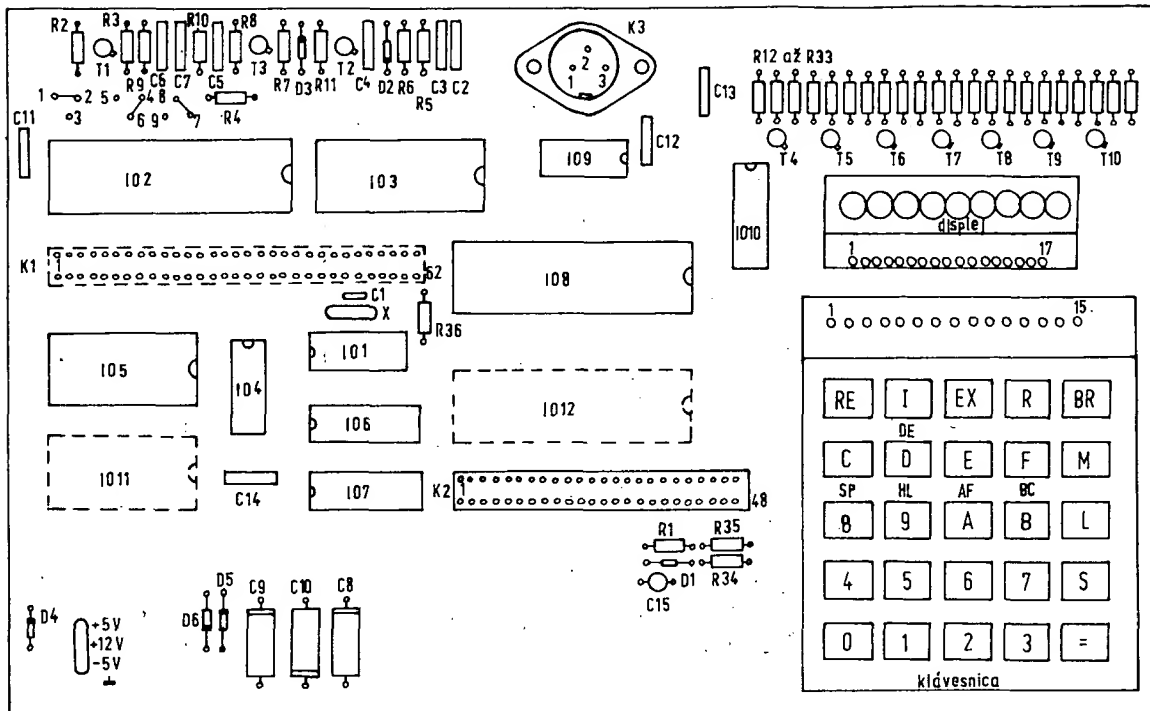 R2 R3 R10 R8 K3
T1 R9 C6 C7 C5 T3 R7 D3 R11 T2 C4 D2 R6 R5 C3 C2
1 2 3
R12 až R33
C13
1 2 5 4 8 R4
3 6 9 7
C11 C12
T4 T5 T6 T7 T8 T9 T10
IO2 IO3 IO9
IO10
displej
1 17
K1 1 62
IO8
C1
X
R36
1 15
IO5 IO4 IO1
IO12
IO6
IO11
C14 IO7
K2 1 48
RE I EX R BR
DE
C D E F M
SP HL AF BC
8 9 A B L
4 5 6 7 S
0 1 2 3 =
klávesnica
R1 R35
D1 R34
C15
D4
+5V
+12V
-5V
D6 D5 C9 C10 C8